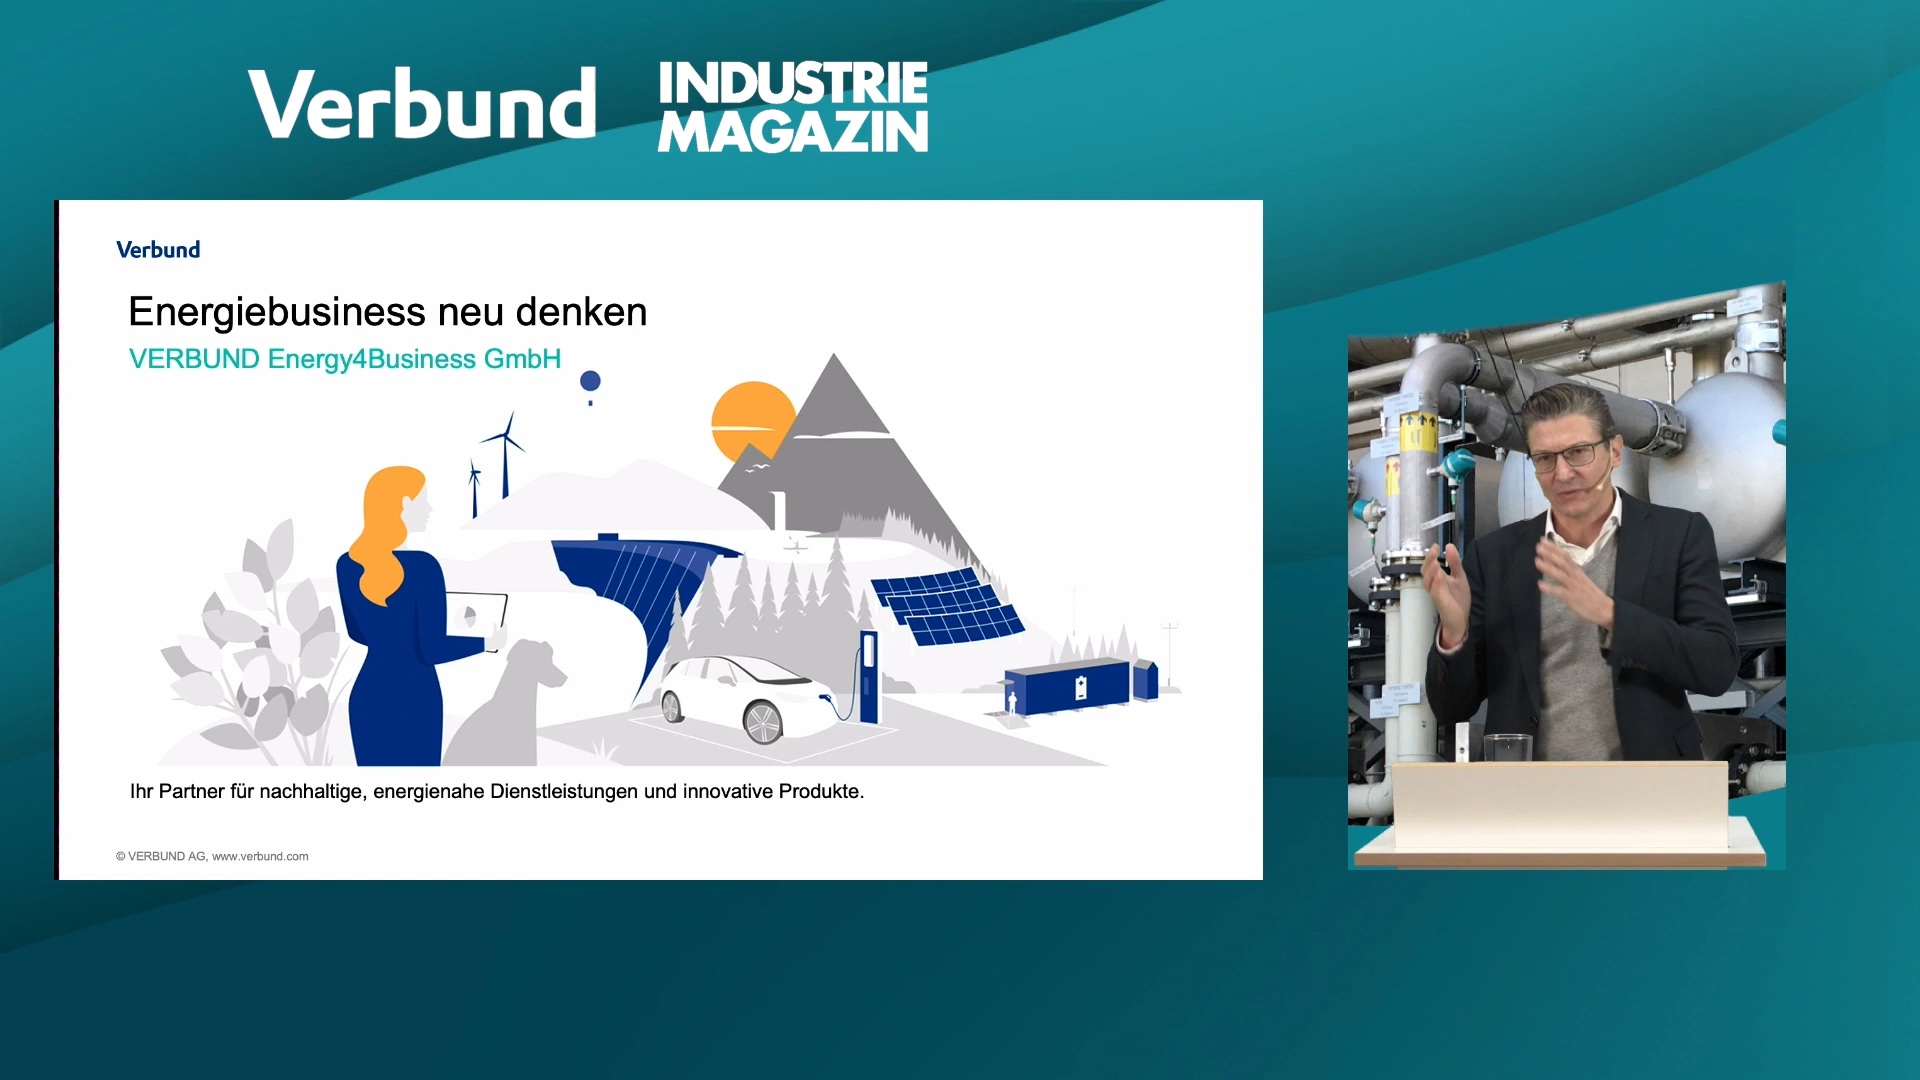 Verbund
INDUSTRIE
MAGAZIN
Verbund
Energiebusiness neu denken
VERBUND Energy4Business GmbH
Ihr Partner für nachhaltige, energienahe Dienstleistungen und innovative Produkte.
© VERBUND AG, www.verbund.com